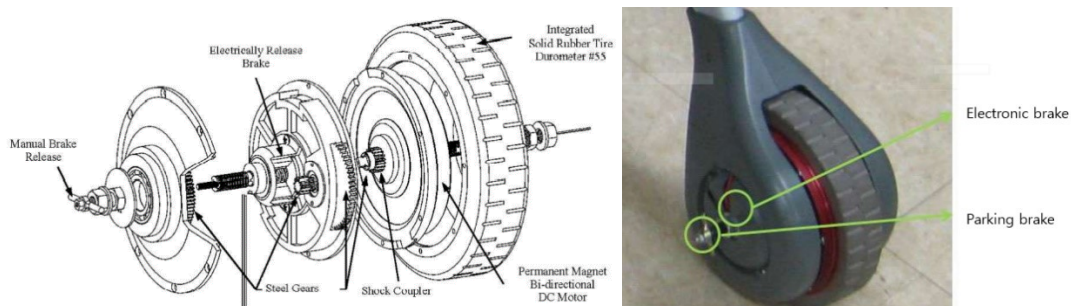 Integrated
Solid Rubber Tire
Durometer #55
Electrically Release
Brake
Manual Brake
Release
Steel Gears
Shock Coupler
Permanent Magnet
Bi-directional
DC Motor
Electronic brake
Parking brake